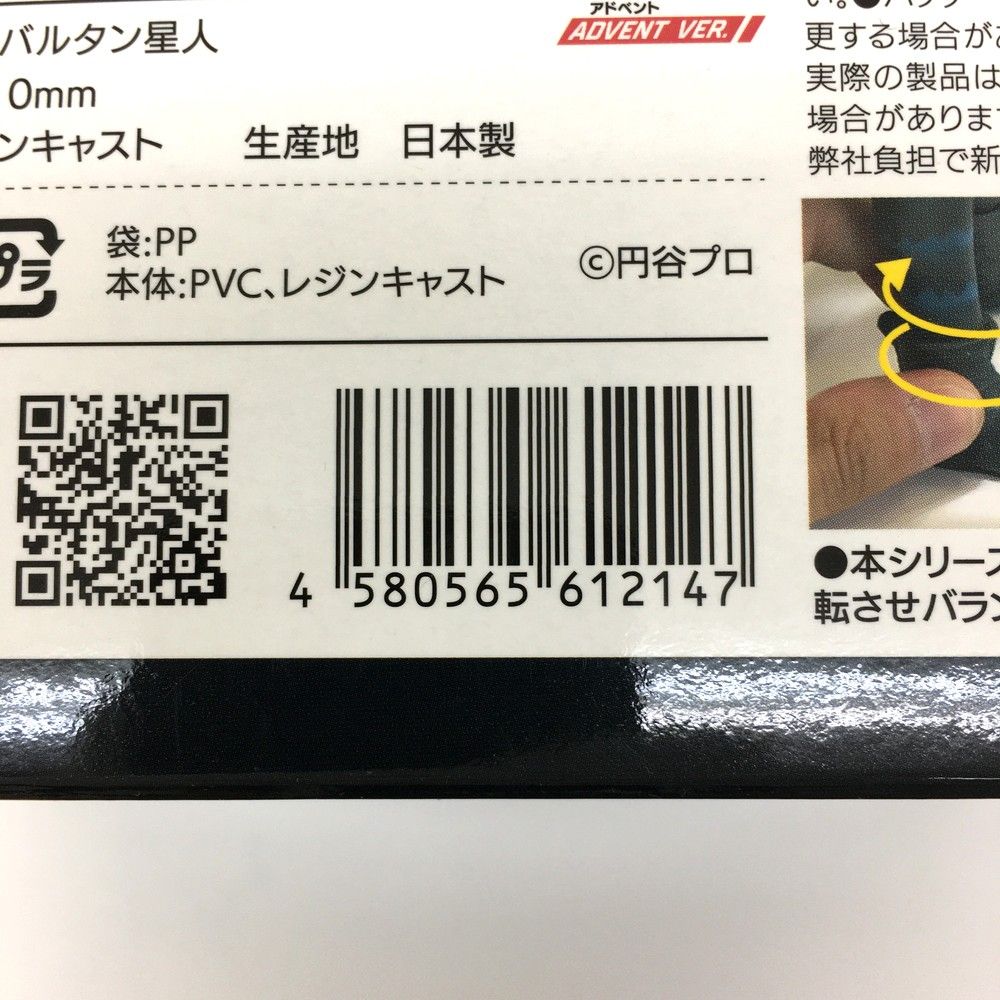 バルタン星人
0mm
ンキャスト 生産地 日本製
アドベント
ADVENT VER.
プラ
袋:PP
本体:PVC、レジンキャスト
©円谷プロ
4 580565 612147
更する場合が
実際の製品は
場合がありま
弊社負担で新
●本シリーズ
転させバラン